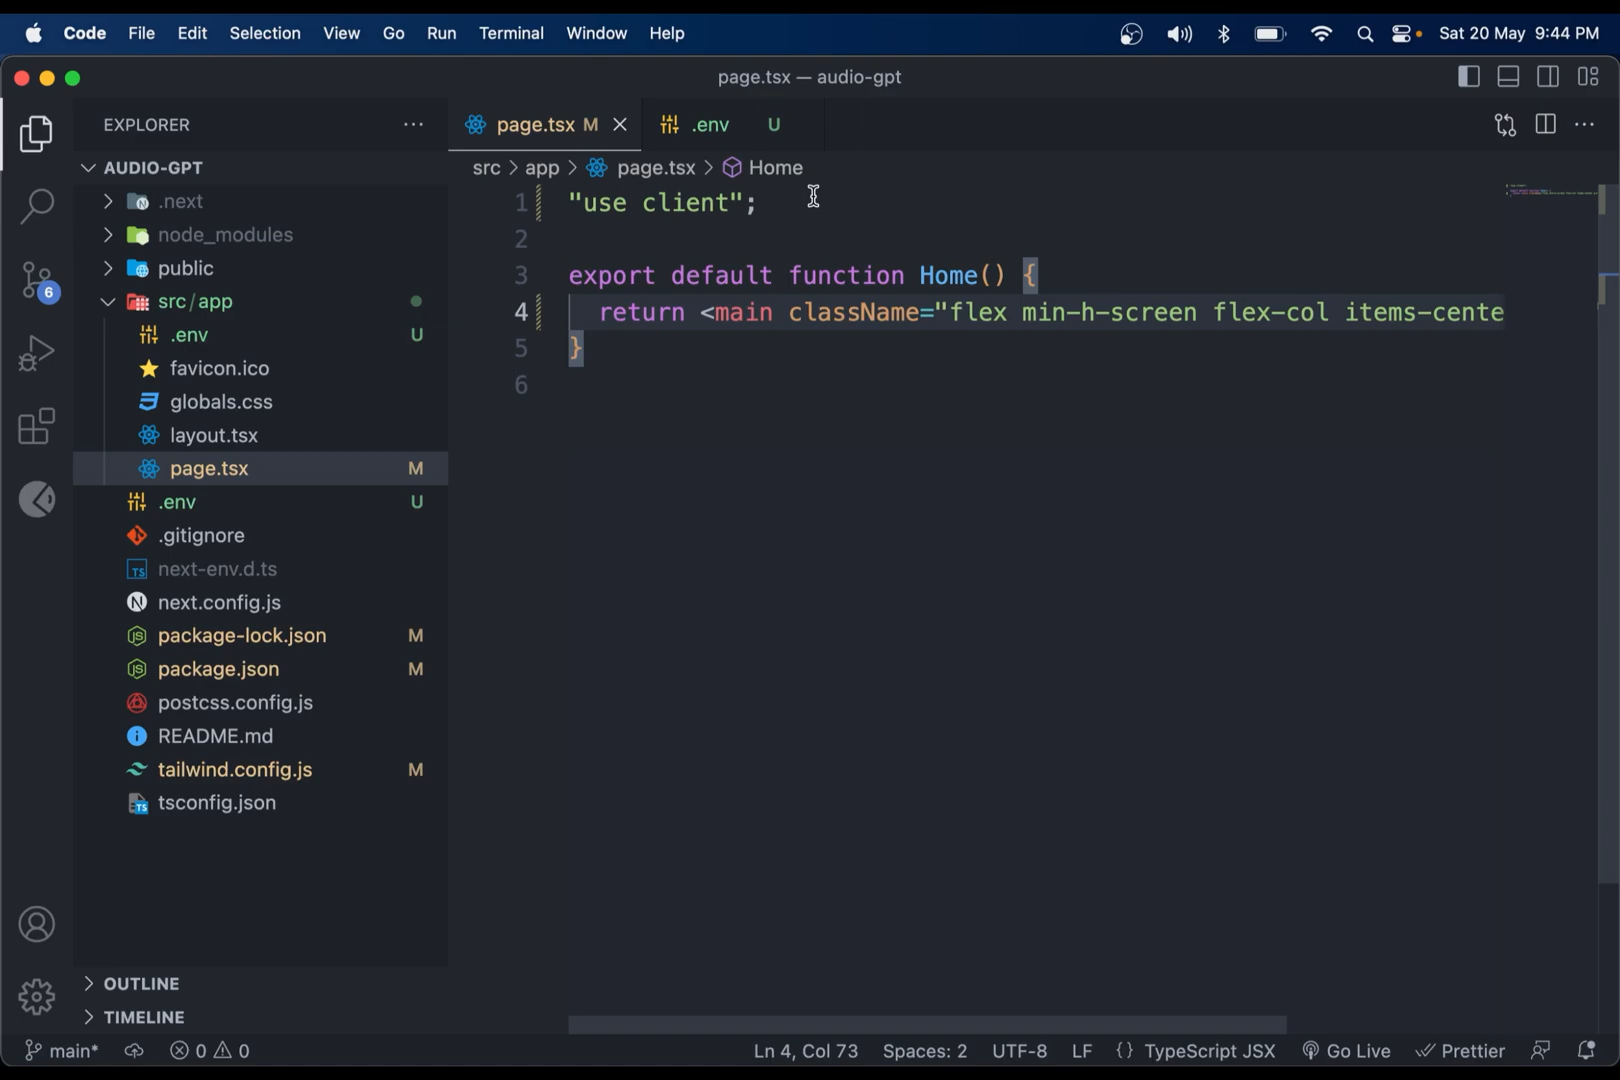 Code File Edit Selection View Go Run Terminal Window Help Sat 20 May 9:44 PM
page.tsx — audio-gpt
EXPLORER
page.tsx M
.env U
AUDIO-GPT
src > app > page.tsx > Home
.next
node_modules
public
src/app
.env U
favicon.ico
globals.css
layout.tsx
page.tsx M
.env U
.gitignore
TS next-env.d.ts
N next.config.js
JS package-lock.json M
JS package.json M
postcss.config.js
README.md
tailwind.config.js M
TS tsconfig.json
6
OUTLINE
TIMELINE
1 "use client";
2
3 export default function Home() {
4 return <main className="flex min-h-screen flex-col items-cente
5 }
6
main* 0 0 Ln 4, Col 73 Spaces: 2 UTF-8 LF {} TypeScript JSX Go Live Prettier